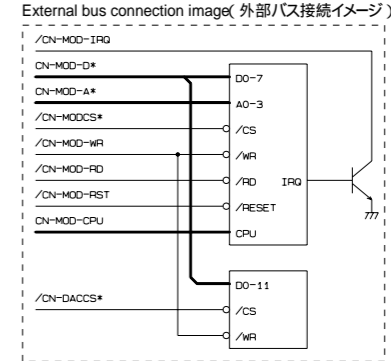 External bus connection image( 外部バス接続イメージ )
/CN-MOD-IRQ
CN-MOD-D*
CN-MOD-A*
/CN-MODCS*
/CN-MOD-WR
/CN-MOD-RD
/CN-MOD-RST
CN-MOD-CPU
D0-7
A0-3
/CS
/WR
/RD IRQ
/RESET
CPU
/CN-DACCS*
D0-11
/CS
/WR